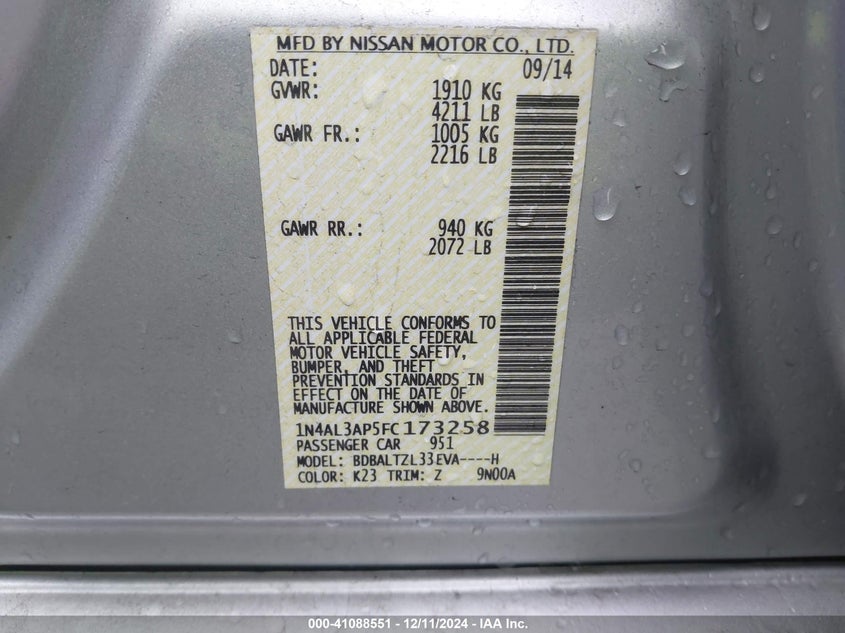 MFD BY NISSAN MOTOR CO., LTD.
DATE: 09/14
GVWR: 1910 KG
4211 LB
GAWR FR.: 1005 KG
2216 LB
GAWR RR.: 940 KG
2072 LB
THIS VEHICLE CONFORMS TO
ALL APPLICABLE FEDERAL
MOTOR VEHICLE SAFETY,
BUMPER, AND THEFT
PREVENTION STANDARDS IN
EFFECT ON THE DATE OF
MANUFACTURE SHOWN ABOVE.
1N4AL3AP5FC173258
PASSENGER CAR 951
MODEL: BDBALTZL33EVA----H
COLOR: K23 TRIM: Z 9N00A
000-41088551 - 12/11/2024 - IAA Inc.